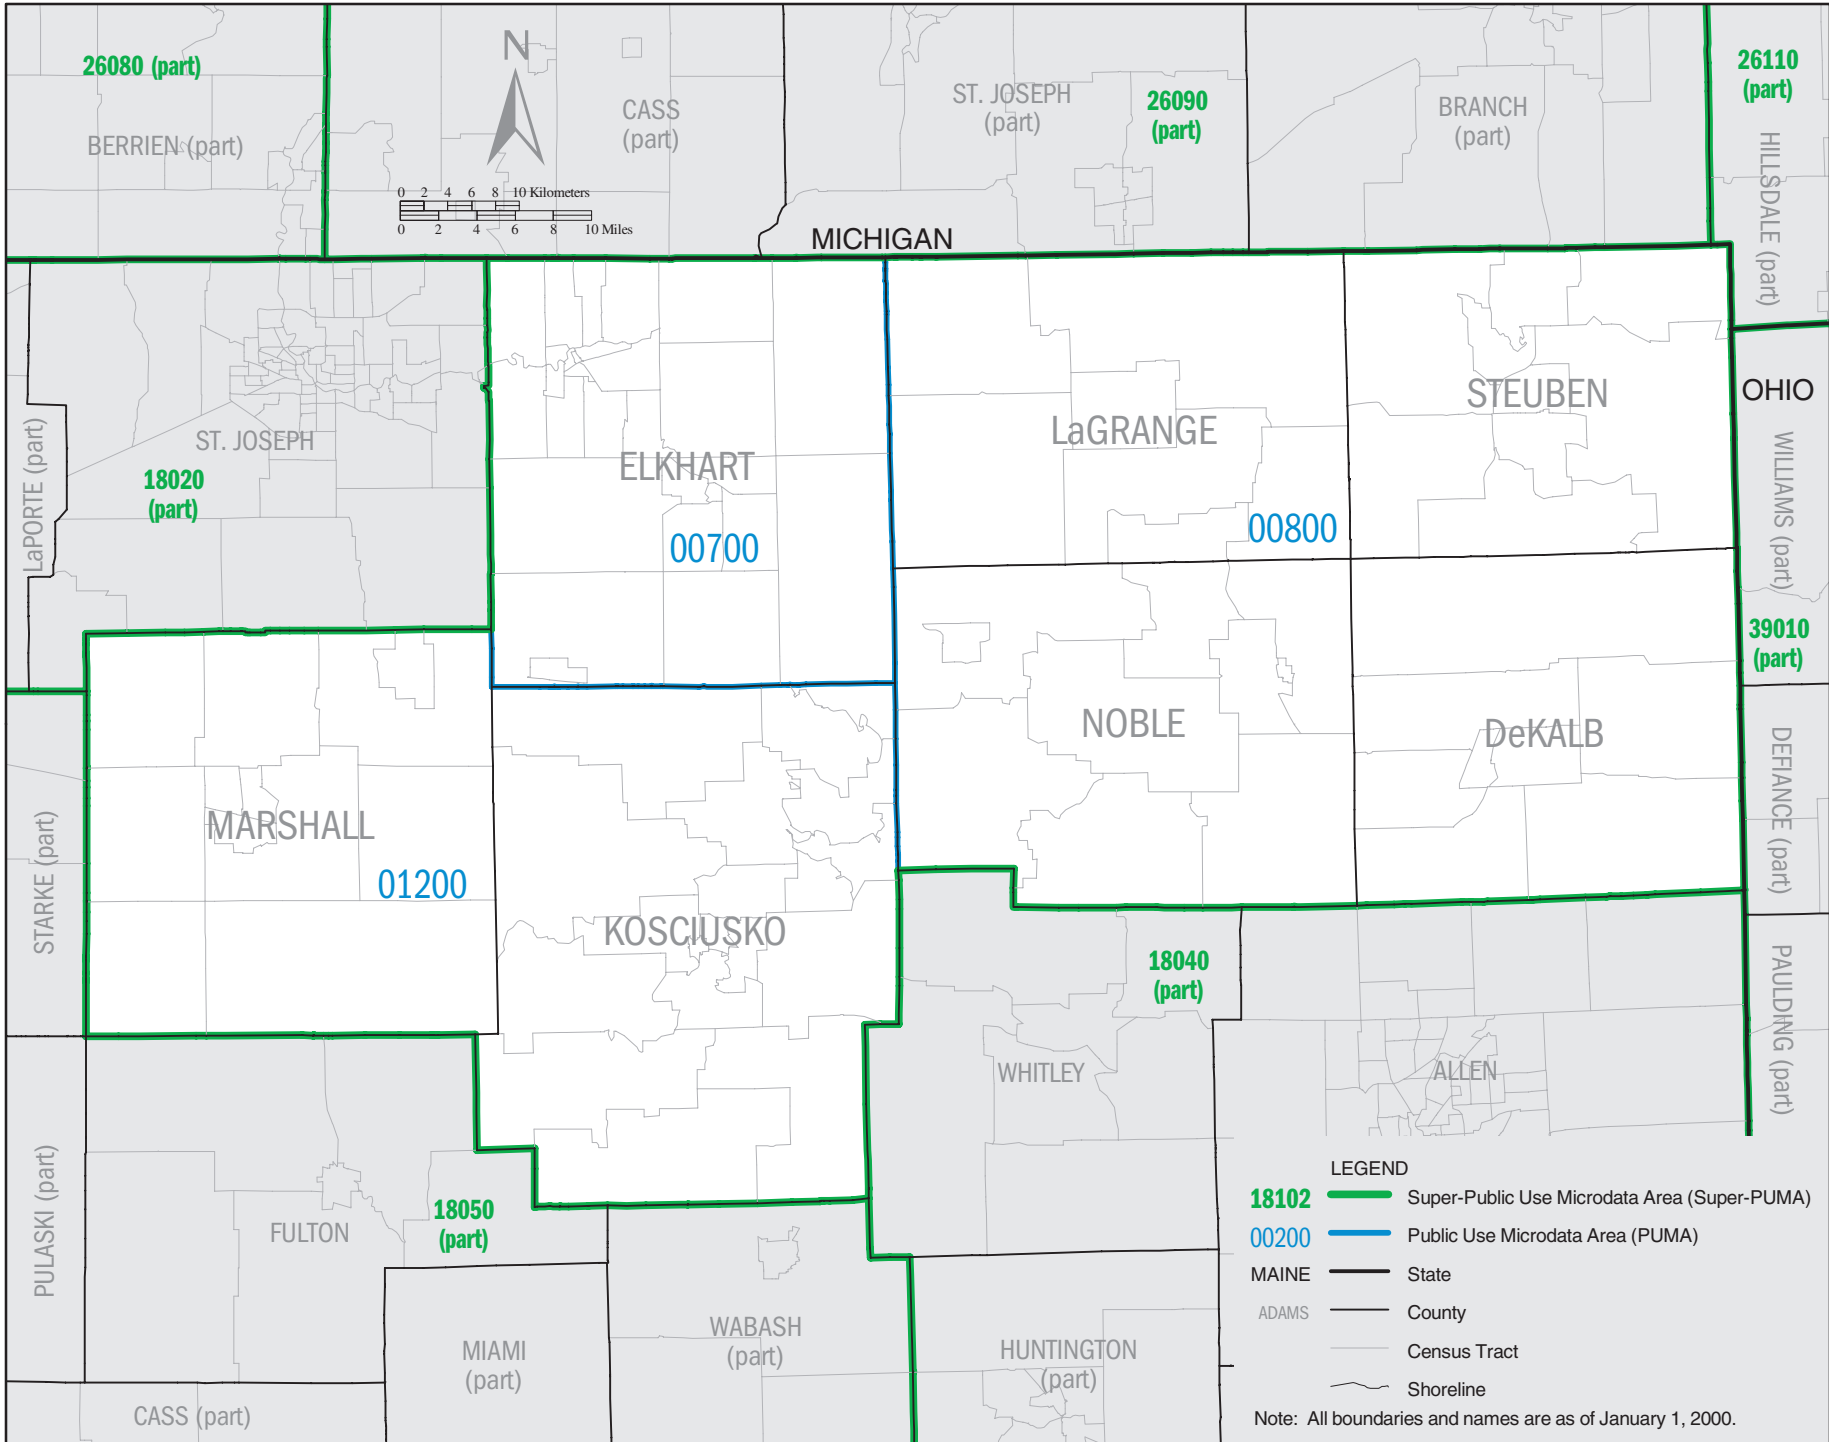 26080 (part)
BERRIEN (part)
N
CASS
(part)
ST. JOSEPH
(part)
26090
(part)
BRANCH
(part)
26110
(part)
HILLSDALE (part)
0 2 4 6 8 10 Kilometers
0 2 4 6 8 10 Miles
MICHIGAN
LaPORTE (part)
ST. JOSEPH
18020
(part)
ELKHART
00700
LaGRANGE
00800
STEUBEN
OHIO
WILLIAMS (part)
39010
(part)
MARSHALL
01200
KOSCIUSKO
NOBLE
DeKALB
DEFIANCE (part)
STARKE (part)
18040
(part)
WHITLEY
ALLEN
PAULDING (part)
PULASKI (part)
FULTON
18050
(part)
MIAMI
(part)
WABASH
(part)
HUNTINGTON
(part)
CASS (part)
LEGEND
18102 Super-Public Use Microdata Area (Super-PUMA)
00200 Public Use Microdata Area (PUMA)
MAINE State
ADAMS County
Census Tract
Shoreline
Note: All boundaries and names are as of January 1, 2000.